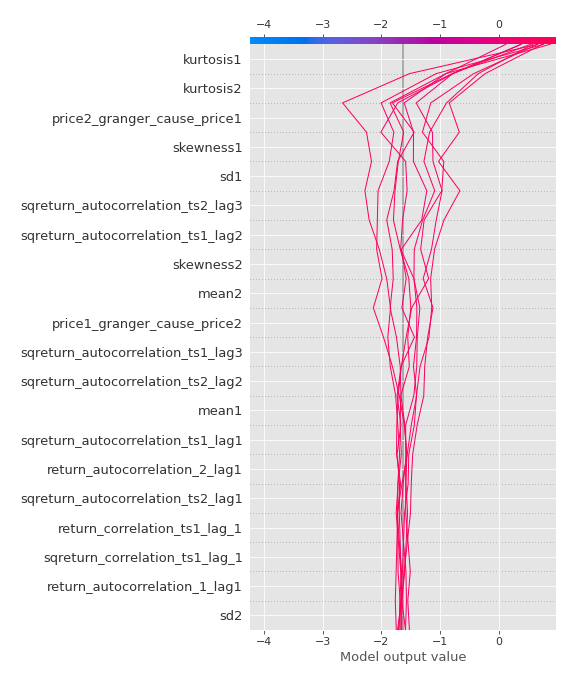 −4 −3 −2 −1 0
kurtosis1
kurtosis2
price2_granger_cause_price1
skewness1
sd1
sqreturn_autocorrelation_ts2_lag3
sqreturn_autocorrelation_ts1_lag2
skewness2
mean2
price1_granger_cause_price2
sqreturn_autocorrelation_ts1_lag3
sqreturn_autocorrelation_ts2_lag2
mean1
sqreturn_autocorrelation_ts1_lag1
return_autocorrelation_2_lag1
sqreturn_autocorrelation_ts2_lag1
return_correlation_ts1_lag_1
sqreturn_correlation_ts1_lag_1
return_autocorrelation_1_lag1
sd2
−4 −3 −2 −1 0
Model output value